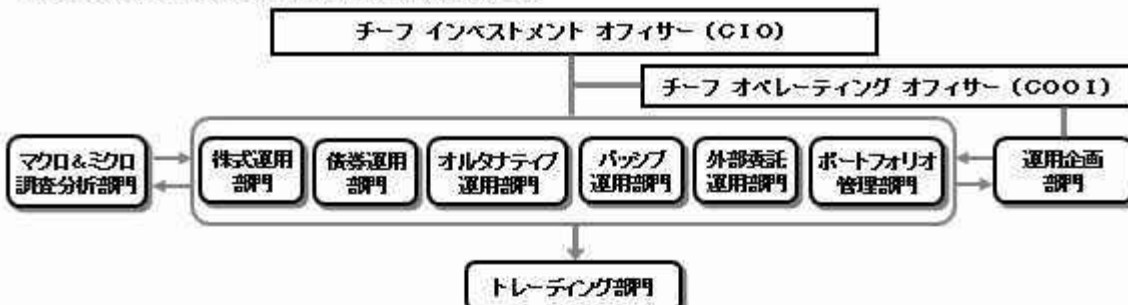 チーフ インベストメント オフィサー (CIO)
チーフ オペレーティング オフィサー (COOI)
マクロ&ミクロ
調査分析部門
株式運用
部門
債券運用
部門
オルタナティブ
運用部門
パッシブ
運用部門
外部委託
運用部門
ポートフォリオ
管理部門
運用企画
部門
トレーディング部門